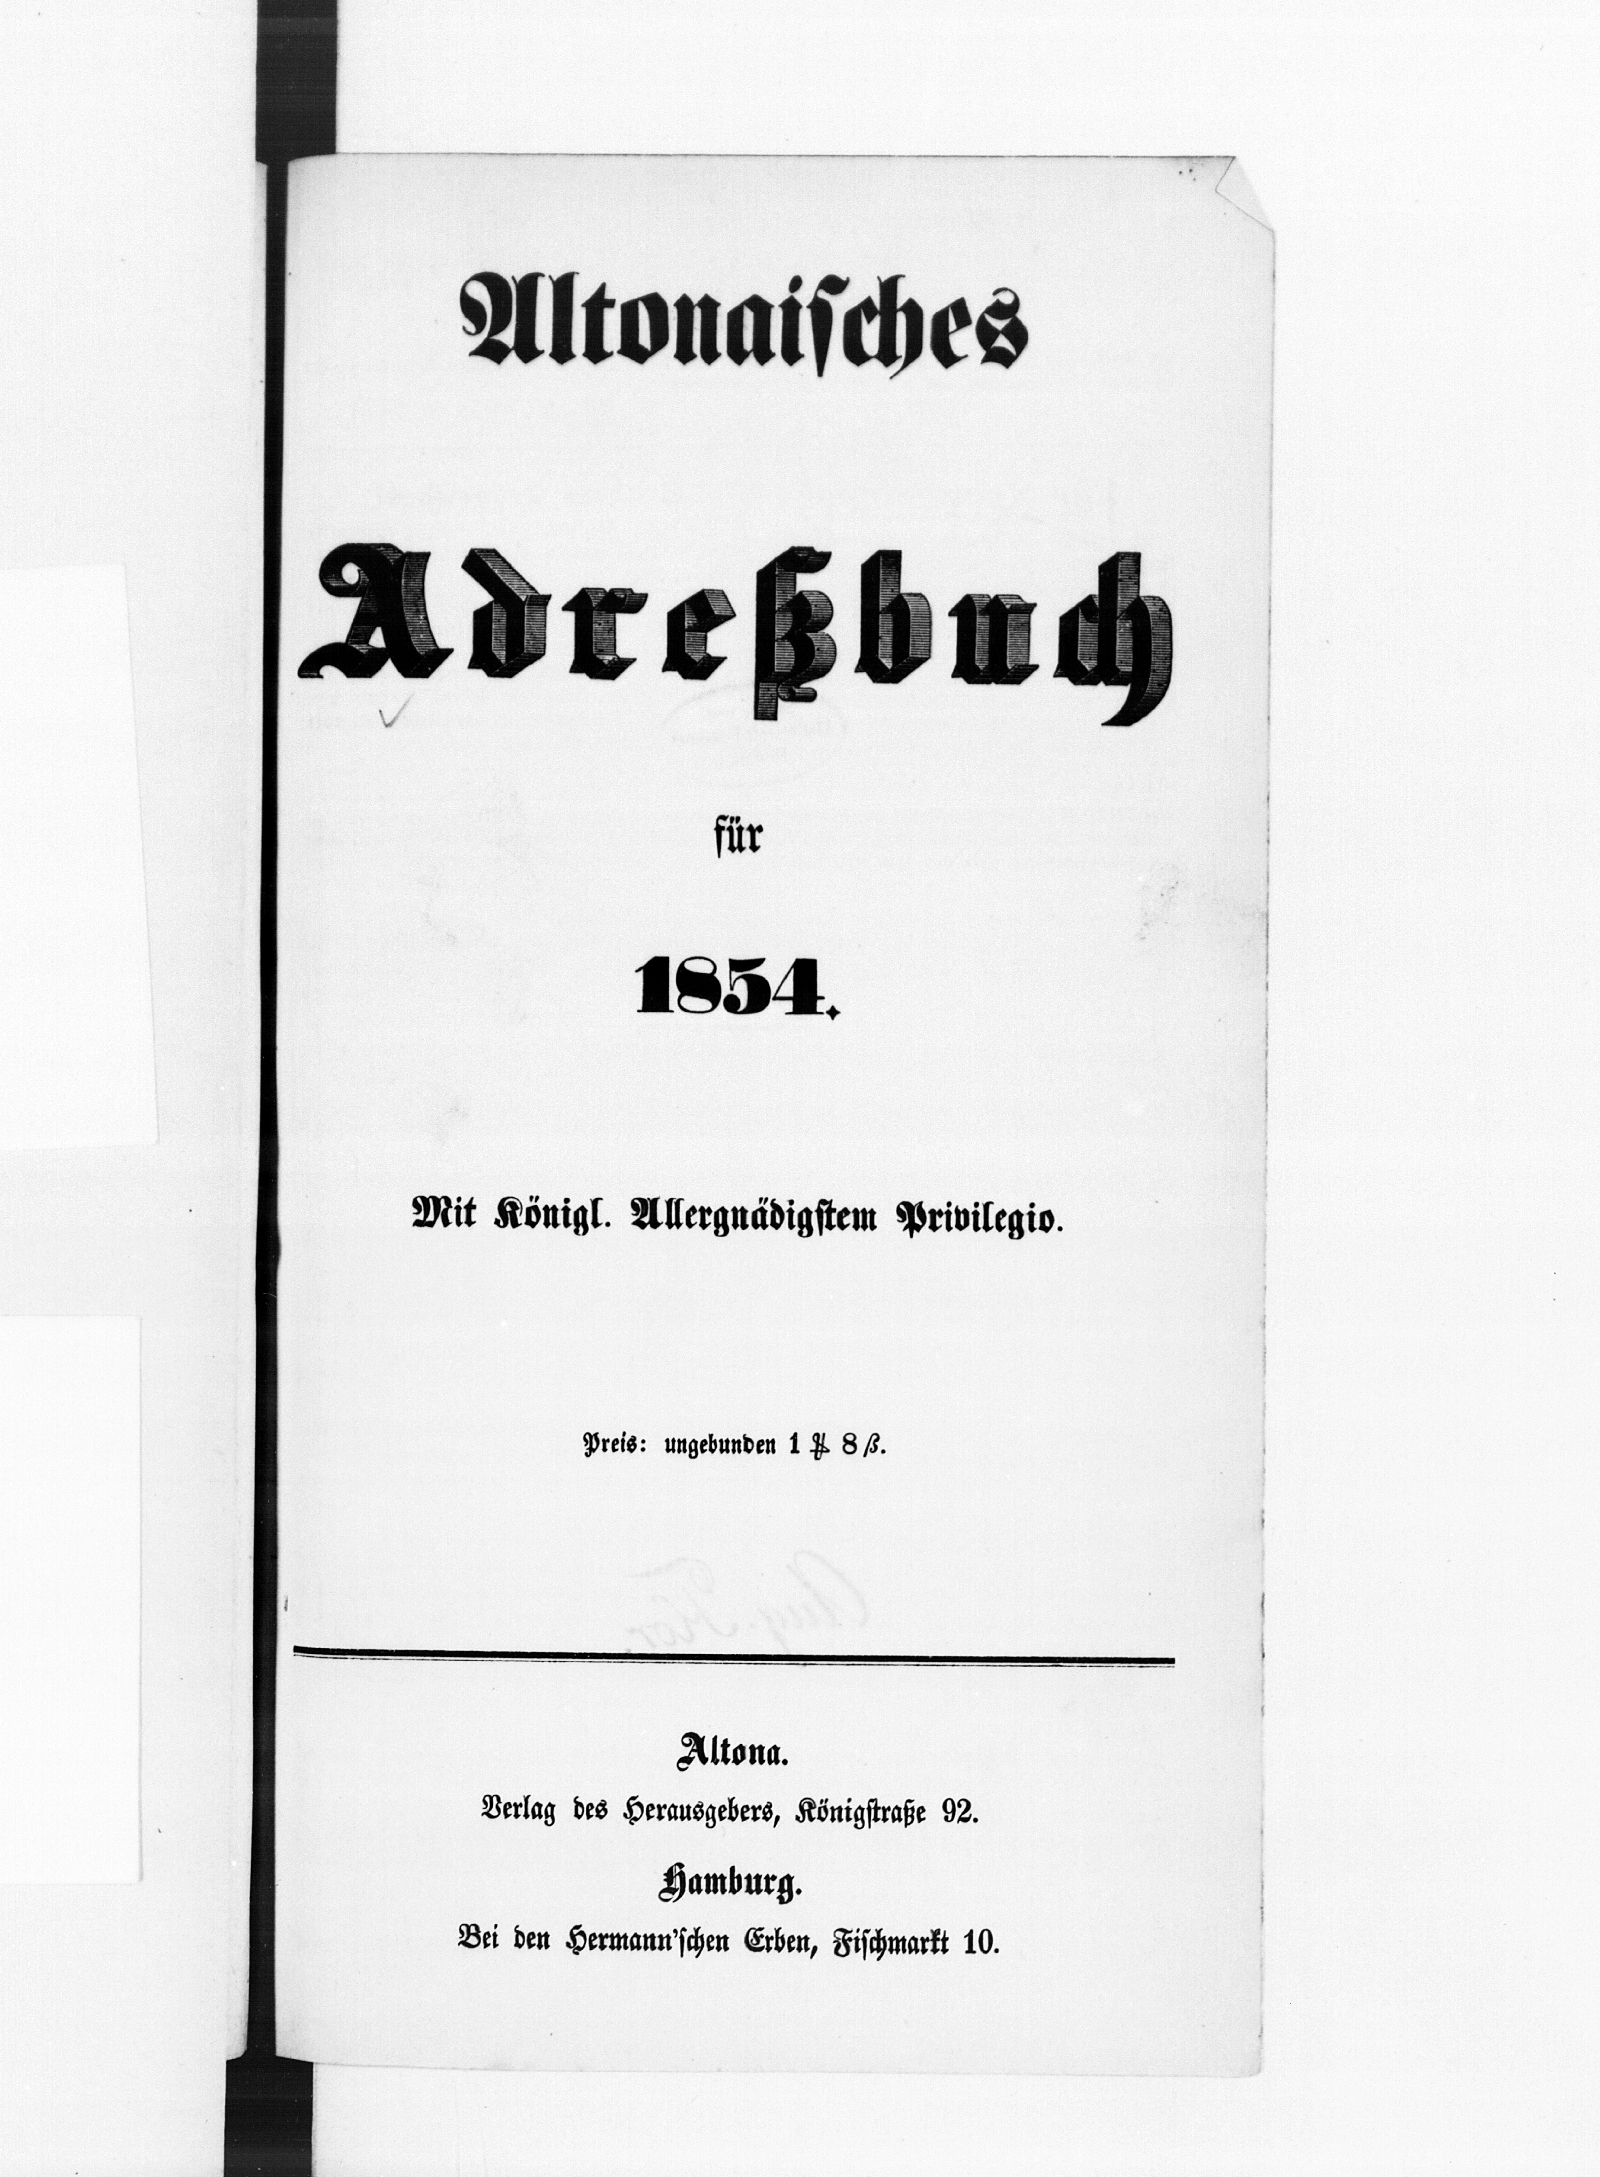 Altonaisches
Adreßbuch
für
1854.
Mit Königl. Allergnädigstem Privilegio.
Preis: ungebunden 1 ₰ 8 ß.
Altona.
Verlag des Herausgebers, Königstraße 92.
Hamburg.
Bei den Hermann'schen Erben, Fischmarkt 10.